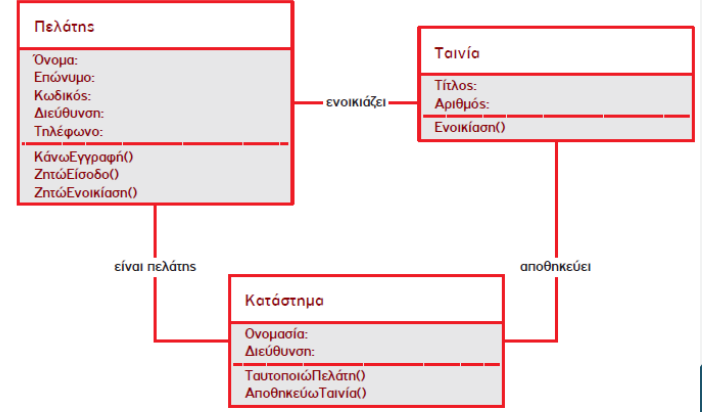 Πελάτης
Όνομα:
Επώνυμο:
Κωδικός:
Διεύθυνση:
Τηλέφωνο:
ΚάνωΕγγραφή()
ΖητώΕίσοδο()
ΖητώΕνοικίαση()
ενοικιάζει
Ταινία
Τίτλος:
Αριθμός:
Ενοικίαση()
είναι πελάτης
αποθηκεύει
Κατάστημα
Ονομασία:
Διεύθυνση:
ΤαυτοποιώΠελάτη()
ΑποθηκεύωΤαινία()